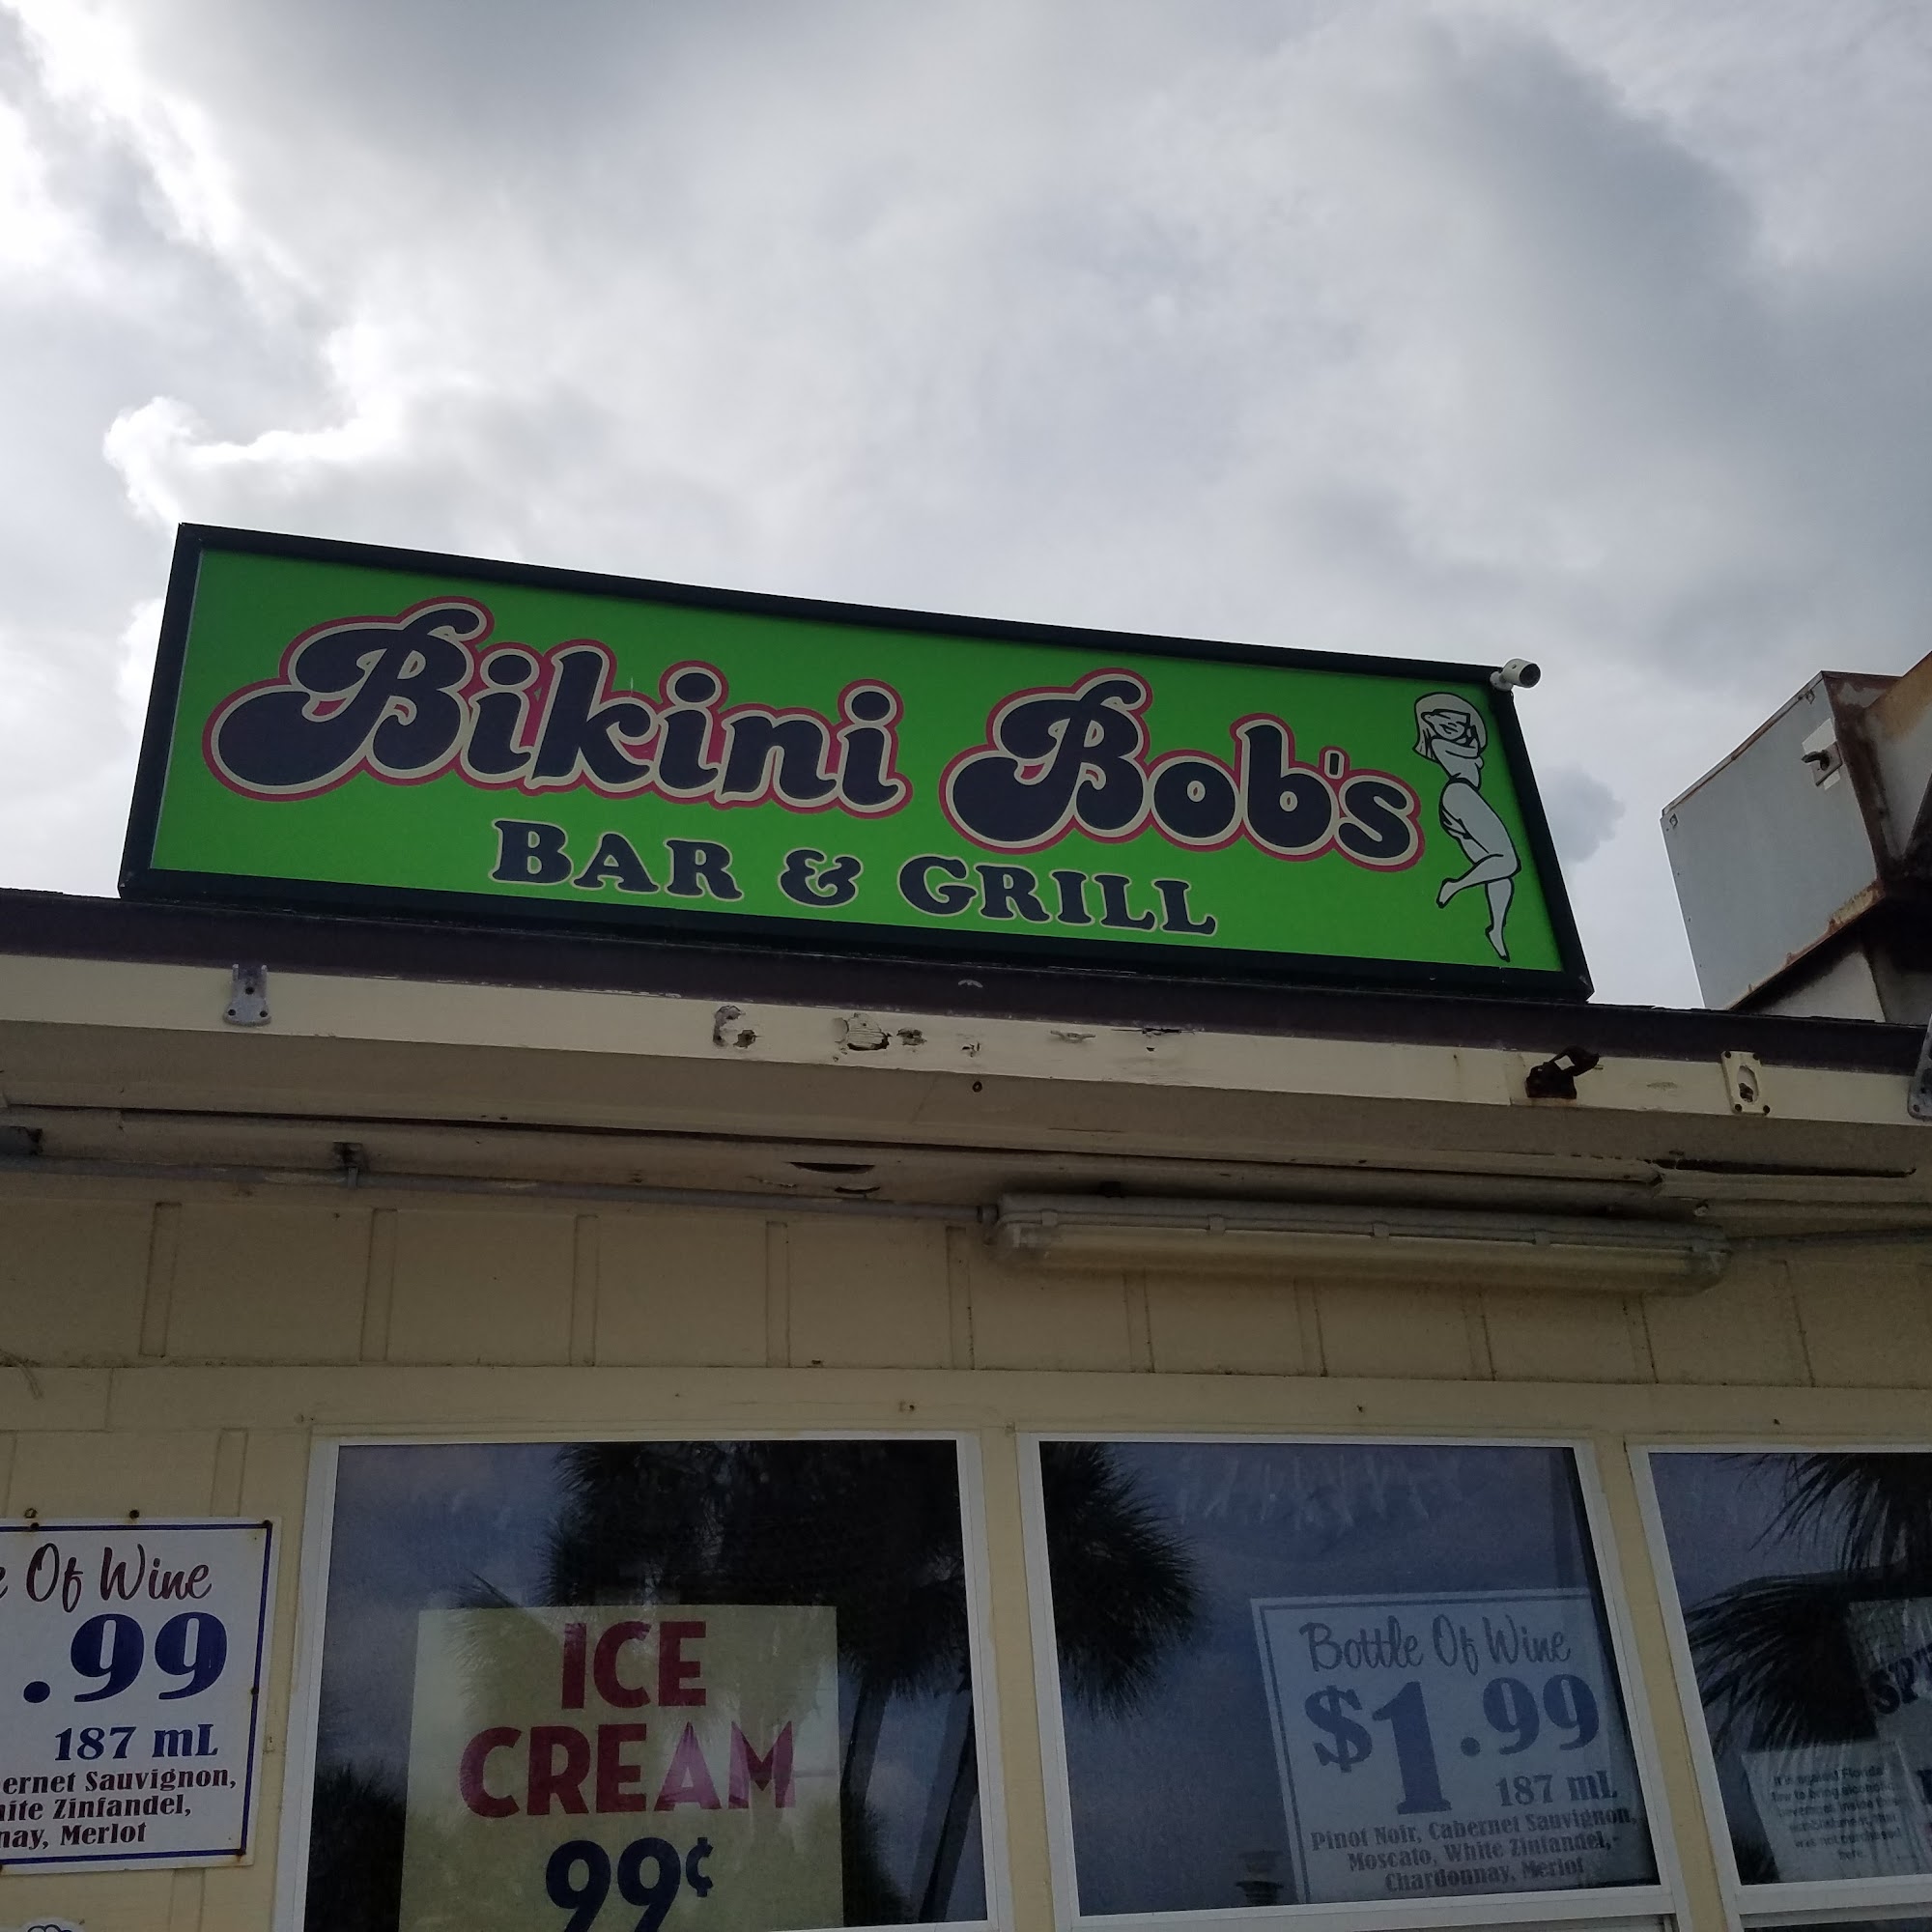 Bikini Bob's
BAR & GRILL
Of Wine
.99
187 mL
ernet Sauvignon,
ite Zinfandel,
nay, Merlot
ICE
CREAM
99¢
Bottle Of Wine
$1.99
187 mL
Pinot Noir, Cabernet Sauvignon,
Moscato, White Zinfandel,
Chardonnay, Merlot